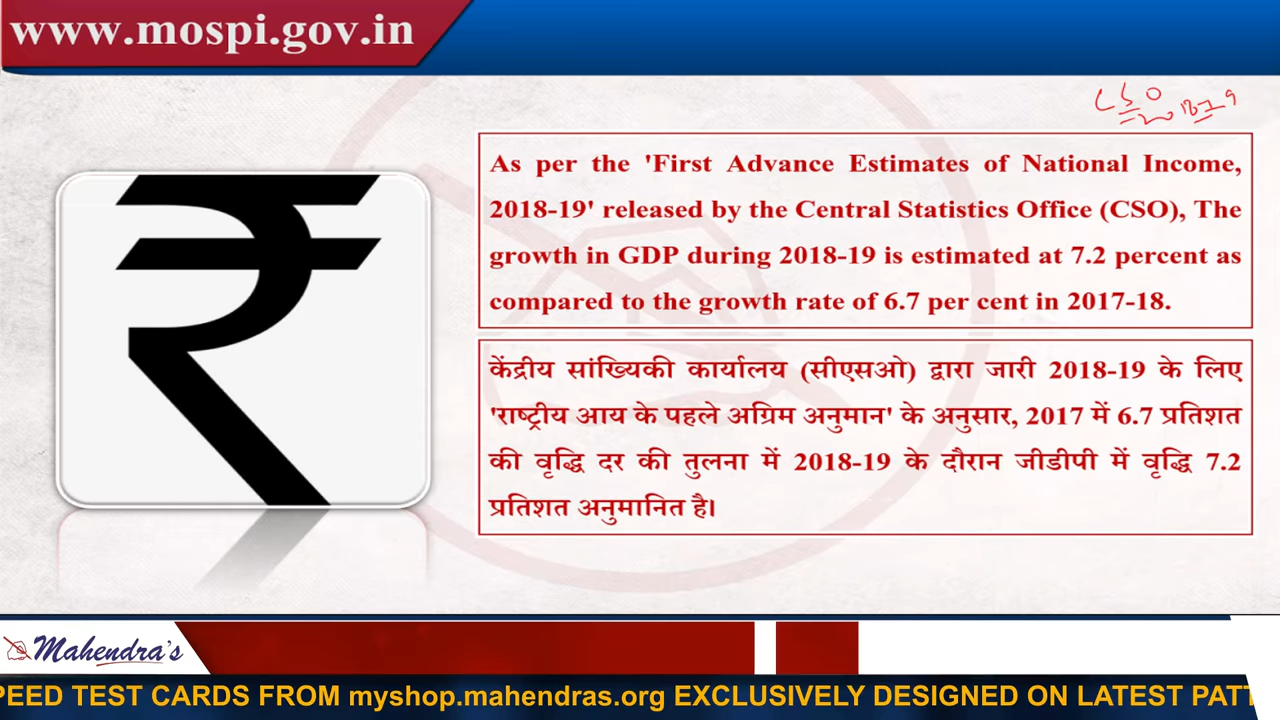 www.mospi.gov.in
CSO
As per the 'First Advance Estimates of National Income,
2018-19' released by the Central Statistics Office (CSO), The
growth in GDP during 2018-19 is estimated at 7.2 percent as
compared to the growth rate of 6.7 per cent in 2017-18.
केंद्रीय सांख्यिकी कार्यालय (सीएसओ) द्वारा जारी 2018-19 के लिए
'राष्ट्रीय आय के पहले अग्रिम अनुमान' के अनुसार, 2017 में 6.7 प्रतिशत
की वृद्धि दर की तुलना में 2018-19 के दौरान जीडीपी में वृद्धि 7.2
प्रतिशत अनुमानित है।
Mahendra's
PEED TEST CARDS FROM myshop.mahendras.org EXCLUSIVELY DESIGNED ON LATEST PATT